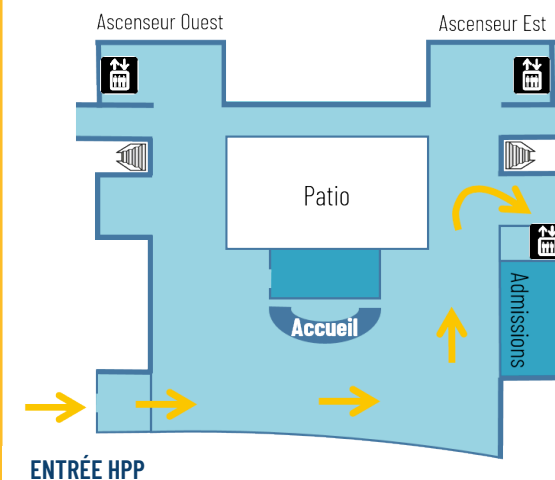 Ascenseur Ouest
Ascenseur Est
Patio
Accueil
Admissions
ENTRÉE HPP